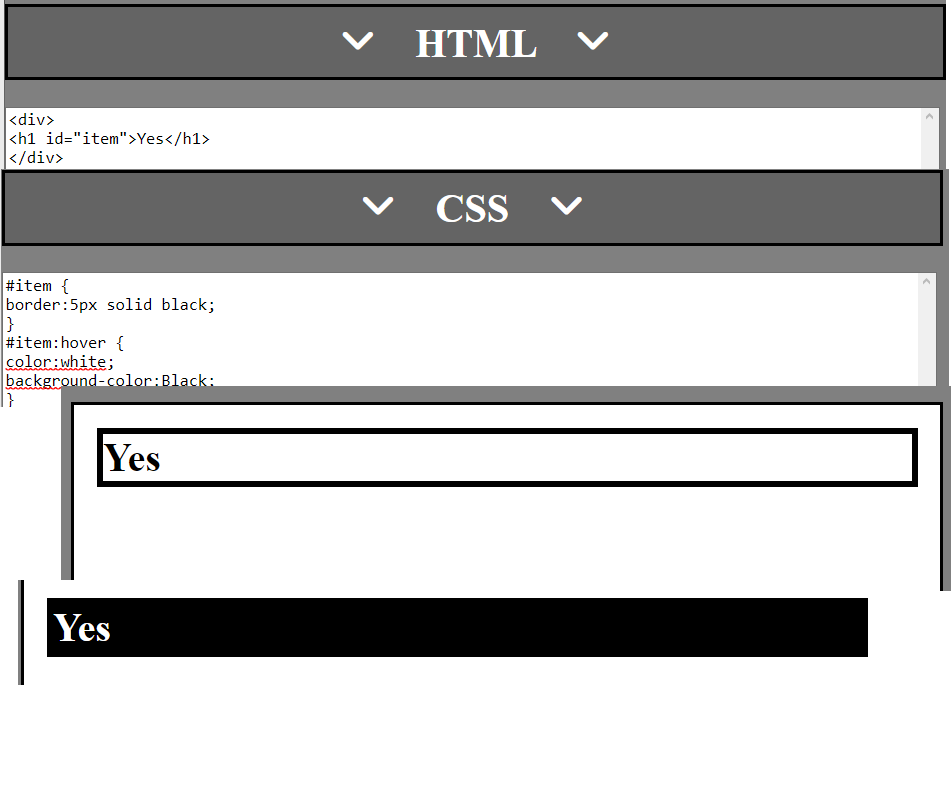 HTML
<div>
<h1 id="item">Yes</h1>
</div>
CSS
#item {
border:5px solid black;
}
#item:hover {
color:white;
background-color:Black;
}
Yes
Yes